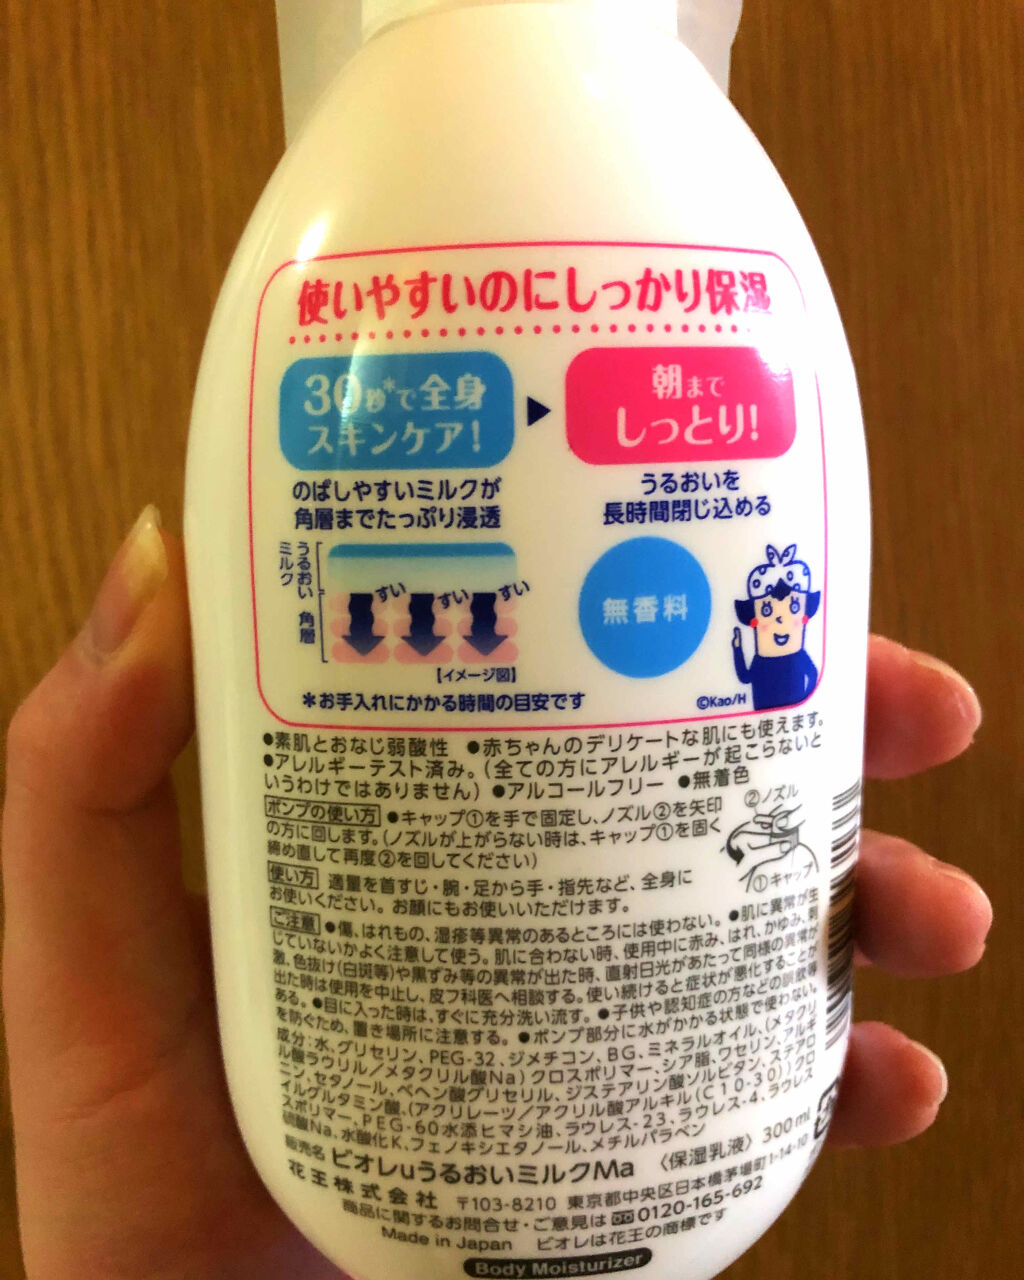 使いやすいのにしっかり保湿
30秒*で全身
スキンケア!
朝まで
しっとり!
のばしやすいミルクが
角層までたっぷり浸透
うるおいを
長時間閉じ込める
うるおい
ミルク
角層
すい
すい
すい
【イメージ図】
無香料
*お手入れにかかる時間の目安です
©Kao/H
●素肌とおなじ弱酸性 ●赤ちゃんのデリケートな肌にも使えます。
●アレルギーテスト済み。(全ての方にアレルギーが起こらないと
いうわけではありません) ●アルコールフリー ●無着色
ポンプの使い方 ●キャップ①を手で固定し、ノズル②を矢印
の方に回します。(ノズルが上がらない時は、キャップ①を固く
締め直して再度②を回してください)
②ノズル
①キャップ
使い方 適量を首すじ・腕・足から手・指先など、全身に
お使いください。お顔にもお使いいただけます。
ご注意 ●傷、はれもの、湿疹等異常のあるところには使わない。 ●肌に異常が生
じていないかよく注意して使う。肌に合わない時、使用中に赤み、はれ、かゆみ、刺
激、色抜け(白斑等)や黒ずみ等の異常が出た時、直射日光があたって同様の異常が
出た時は使用を中止し、皮フ科医へ相談する。使い続けると症状が悪化することが
ある。 ●目に入った時は、すぐに充分洗い流す。 ●子供や認知症の方などの誤飲等
を防ぐため、置き場所に注意する。 ●ポンプ部分に水がかかる状態で使わない。
成分:水、グリセリン、PEG-32、ジメチコン、BG、ミネラルオイル、(メタクリ
ル酸ラウリル/メタクリル酸Na)クロスポリマー、シア脂、ワセリン、アルギ
ニン、セタノール、ベヘン酸グリセリル、ジステアリン酸ソルビタン、ステアロ
イルグルタミン酸、(アクリレーツ/アクリル酸アルキル(C10-30))クロ
スポリマー、PEG-60水添ヒマシ油、ラウレス-23、ラウレス-4、ラウレス
硫酸Na、水酸化K、フェノキシエタノール、メチルパラベン
販売名 ビオレuうるおいミルクMa 〈保湿乳液〉 300ml
花王株式会社 〒103-8210 東京都中央区日本橋茅場町1-14-10
商品に関するお問合せ・ご意見は 0120-165-692
Made in Japan ビオレは花王の商標です
Body Moisturizer